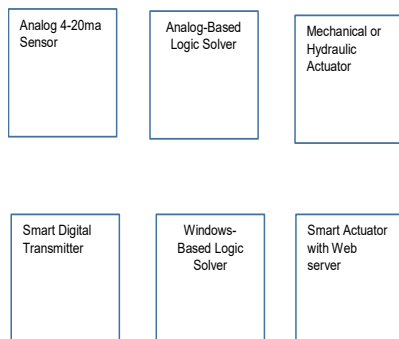 Analog 4-20ma
Sensor
Analog-Based
Logic Solver
Mechanical or
Hydraulic
Actuator
Smart Digital
Transmitter
Windows-
Based Logic
Solver
Smart Actuator
with Web
server